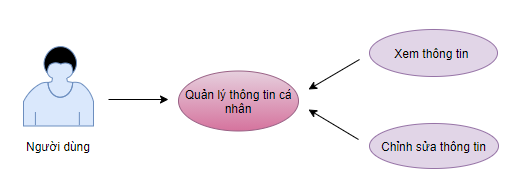 Xem thông tin
Quản lý thông tin cá
nhân
Người dùng
Chỉnh sửa thông tin